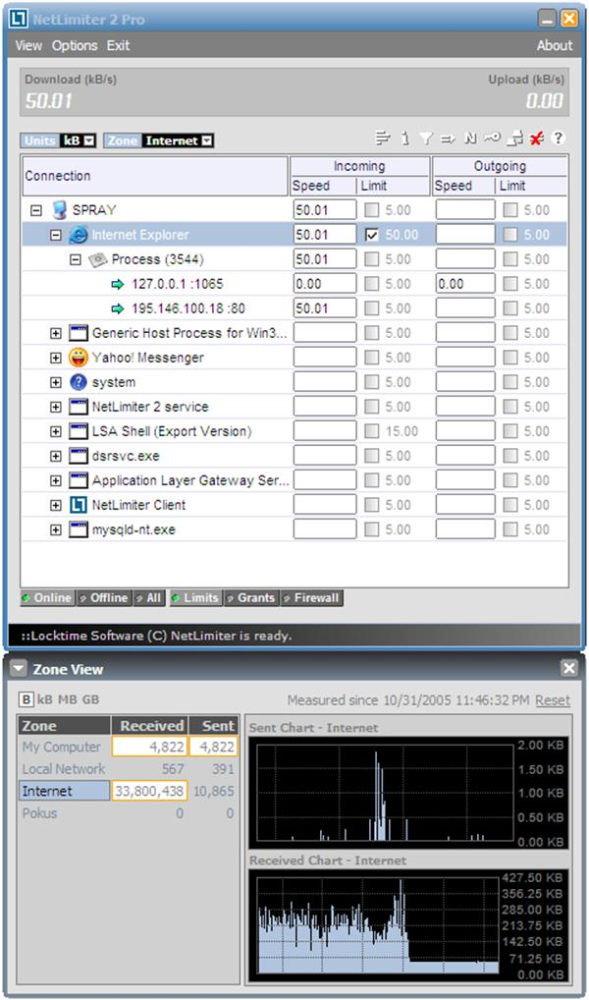 NetLimiter 2 Pro
View Options Exit About
Download (kB/s) Upload (kB/s)
50.01 0.00
Units kB Zone Internet
Connection Incoming Outgoing
Speed Limit Speed Limit
SPRAY 50.01 5.00 5.00
Internet Explorer 50.01 50.00 5.00
Process (3544) 50.01 5.00 5.00
127.0.0.1 :1065 0.00 5.00 0.00 5.00
195.146.100.18 :80 50.01 5.00 5.00
Generic Host Process for Win3... 5.00 5.00
Yahoo! Messenger 5.00 5.00
system 5.00 5.00
NetLimiter 2 service 5.00 5.00
LSA Shell (Export Version) 15.00 5.00
dsrsvc.exe 5.00 5.00
Application Layer Gateway Ser... 5.00 5.00
NetLimiter Client 5.00 5.00
mysqld-nt.exe 5.00 5.00
Online Offline All Limits Grants Firewall
::Locktime Software (C) NetLimiter is ready.
Zone View
B kB MB GB Measured since 10/31/2005 11:46:32 PM Reset
Zone Received Sent
My Computer 4,822 4,822
Local Network 567 391
Internet 33,800,438 10,865
Pokus 0 0
Sent Chart - Internet
2.00 KB
1.50 KB
1.00 KB
0.50 KB
0.00 KB
Received Chart - Internet
427.50 KB
356.25 KB
285.00 KB
213.75 KB
142.50 KB
71.25 KB
0.00 KB